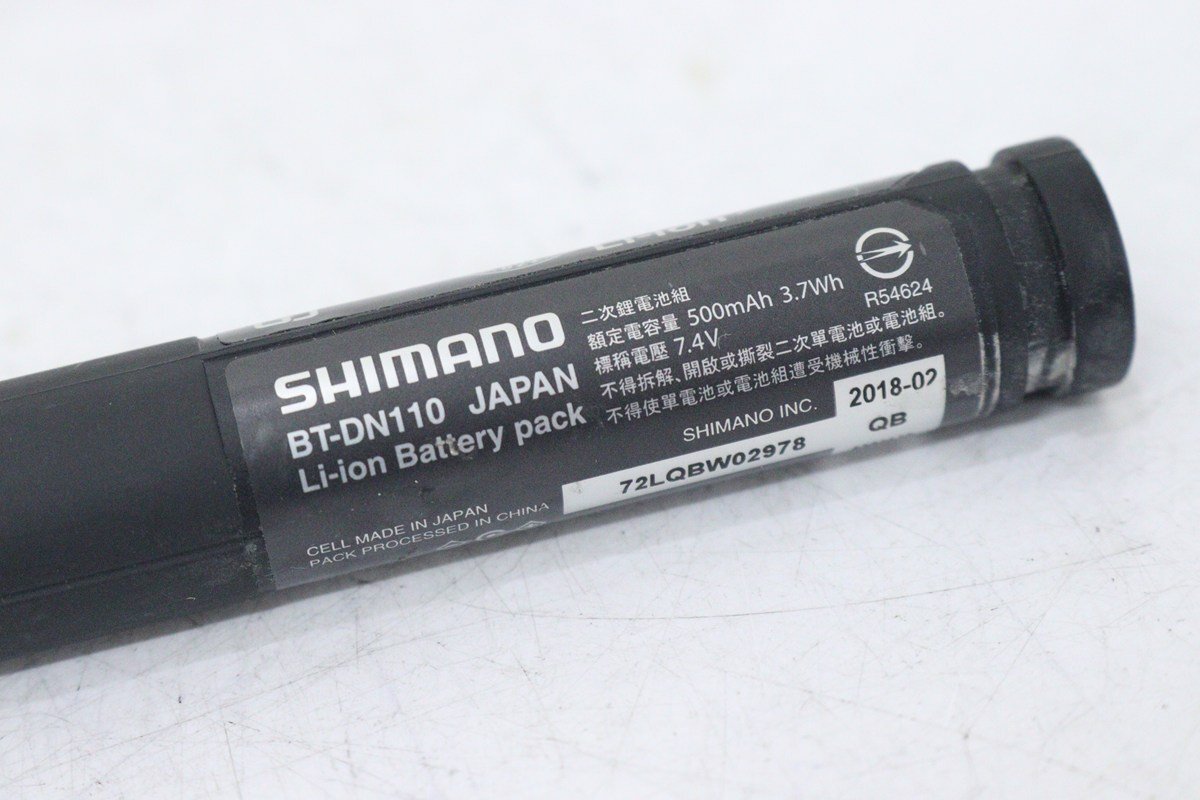 Li-ion
SHIMANO
BT-DN110 JAPAN
Li-ion Battery pack
二次鋰電池組
額定電容量 500mAh 3.7Wh
標稱電壓 7.4V
不得拆解、開啟或撕裂二次單電池或電池組。
不得使單電池或電池組遭受機械性衝擊。
R54624
SHIMANO INC.
2018-02
QB
72LQBW02978
CELL MADE IN JAPAN
PACK PROCESSED IN CHINA